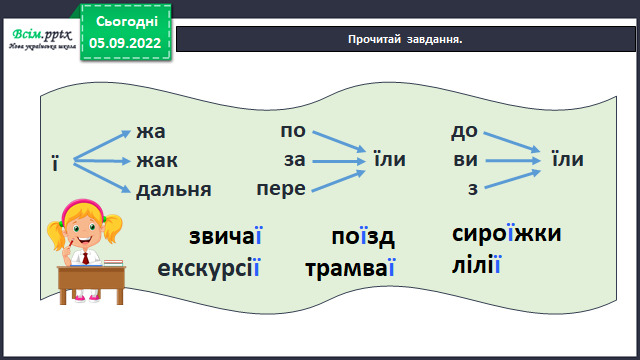 Всім.pptx
Нова українська школа
Сьогодні
05.09.2022
Прочитай завдання.
ї
жа
жак
дальня
по
за
пере
їли
до
ви
з
їли
звичаї
поїзд
сироїжки
екскурсії
трамваї
лілії